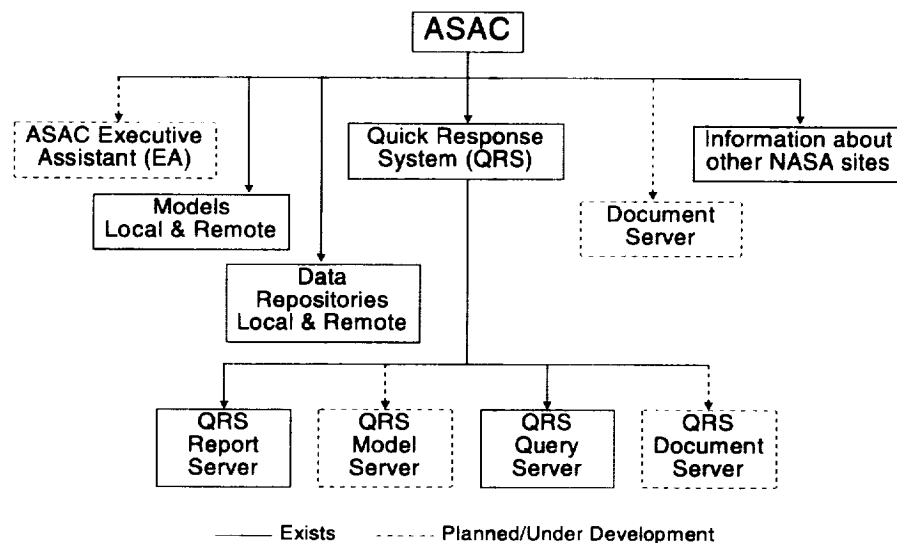 ASAC
ASAC Executive
Assistant (EA)
Quick Response
System (QRS)
Information about
other NASA sites
Models
Local & Remote
Document
Server
Data
Repositories
Local & Remote
QRS
Report
Server
QRS
Model
Server
QRS
Query
Server
QRS
Document
Server
Exists
Planned/Under Development